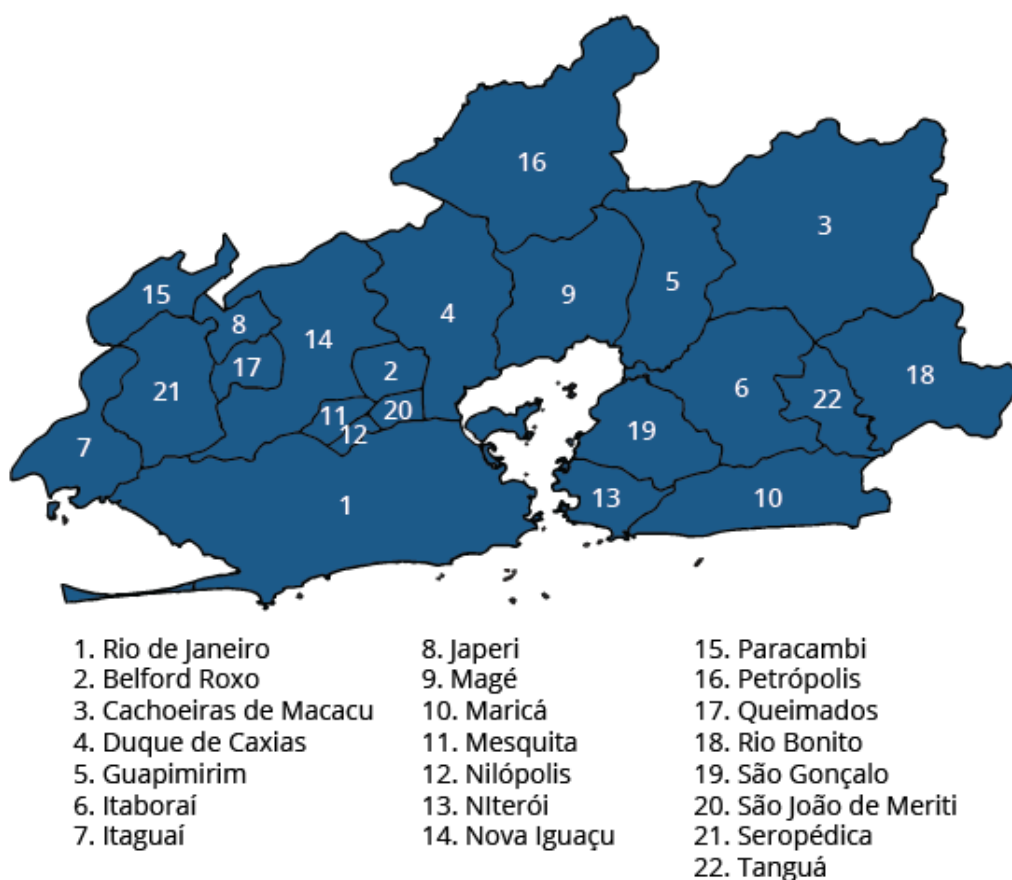 16
3
15
5
9
4
8
14
17
2
18
21
6
22
20
11
19
12
7
13
10
1
1. Rio de Janeiro
2. Belford Roxo
3. Cachoeiras de Macacu
4. Duque de Caxias
5. Guapimirim
6. Itaboraí
7. Itaguaí
8. Japeri
9. Magé
10. Maricá
11. Mesquita
12. Nilópolis
13. NIterói
14. Nova Iguaçu
15. Paracambi
16. Petrópolis
17. Queimados
18. Rio Bonito
19. São Gonçalo
20. São João de Meriti
21. Seropédica
22. Tanguá